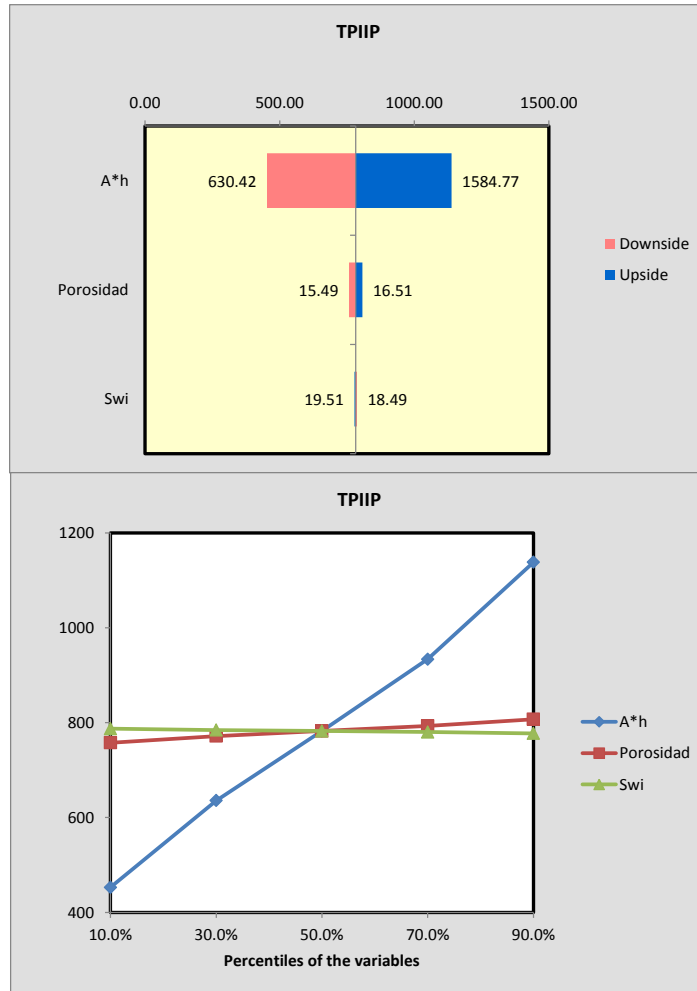 TPIIP
0.00 500.00 1000.00 1500.00
A*h 630.42 1584.77
Downside
Upside
Porosidad 15.49 16.51
Swi 19.51 18.49
TPIIP
1200
1000
800
600
400
A*h
Porosidad
Swi
10.0% 30.0% 50.0% 70.0% 90.0%
Percentiles of the variables